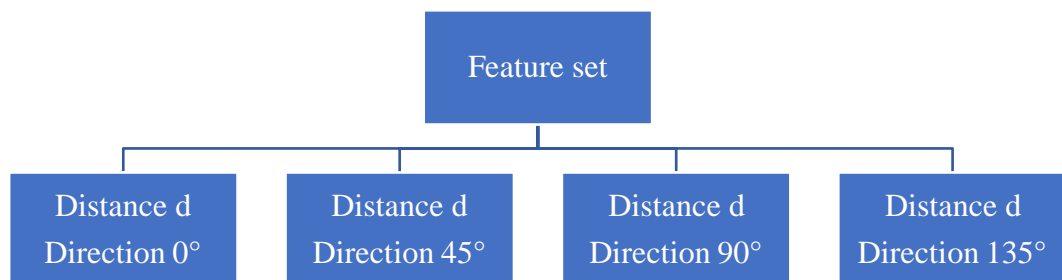 Feature set
Distance d
Direction 0°
Distance d
Direction 45°
Distance d
Direction 90°
Distance d
Direction 135°